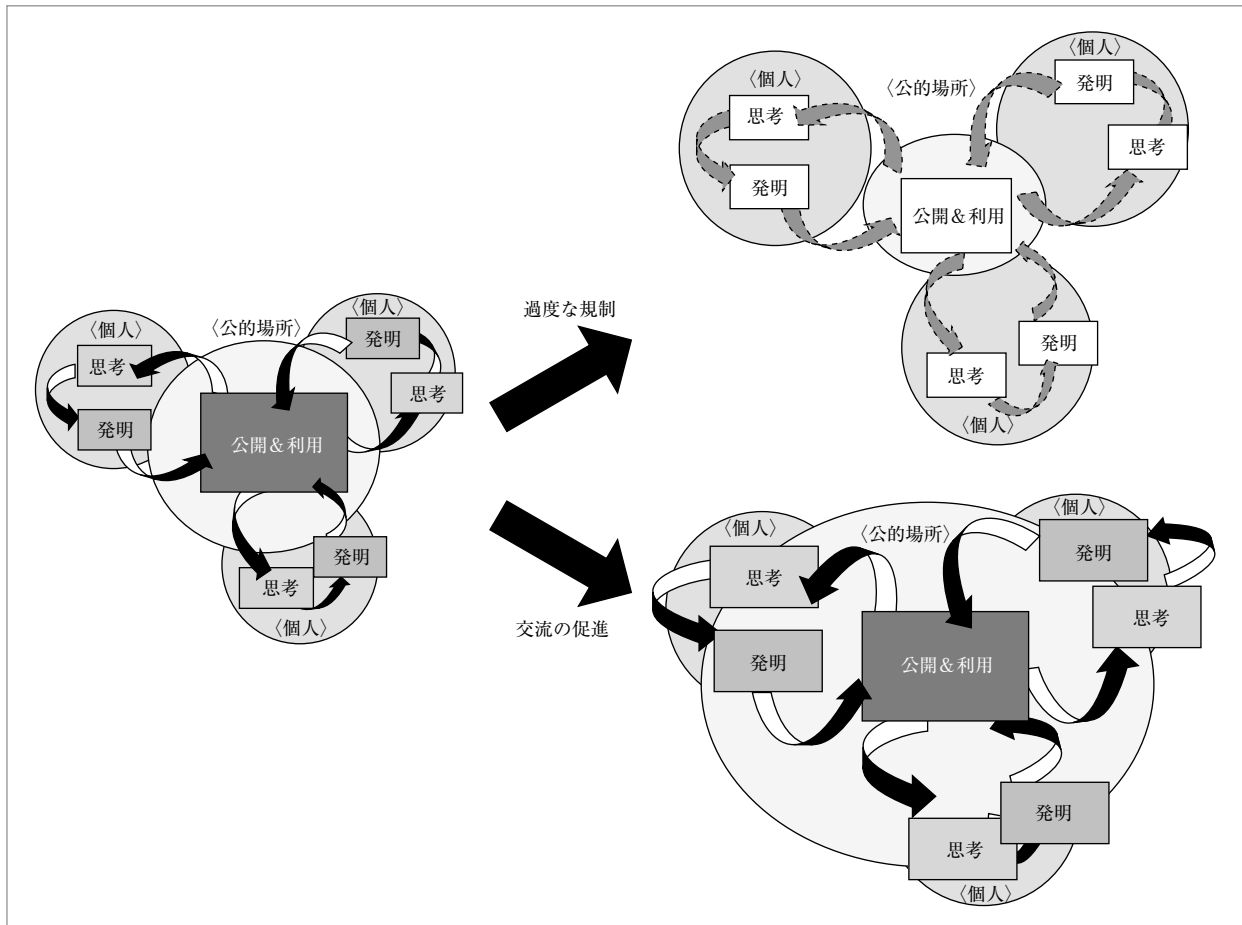 〈個人〉
思考
発明
〈公的場所〉
〈個人〉
発明
思考
公開＆利用
思考
発明
〈個人〉
過度な規制
交流の促進
〈個人〉
思考
発明
〈公的場所〉
〈個人〉
発明
思考
公開＆利用
発明
思考
〈個人〉
〈個人〉
思考
発明
〈公的場所〉
〈個人〉
発明
思考
公開＆利用
発明
思考
〈個人〉